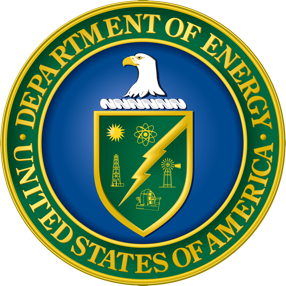 DEPARTMENT OF ENERGY
UNITED STATES OF AMERICA